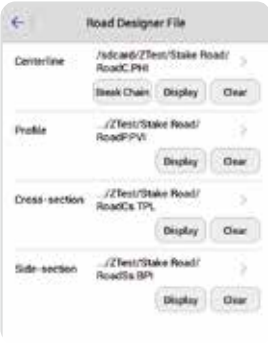 Road Designer File
Centerline
/sdcard/ZTest/Stake Road/
RoadC.PHI
Break Chain Display Clear
Profile
.../ZTest/Stake Road/
RoadP.PVI
Display Clear
Cross-section
.../ZTest/Stake Road/
RoadCs.TPL
Display Clear
Side-section
.../ZTest/Stake Road/
RoadSs.BPI
Display Clear